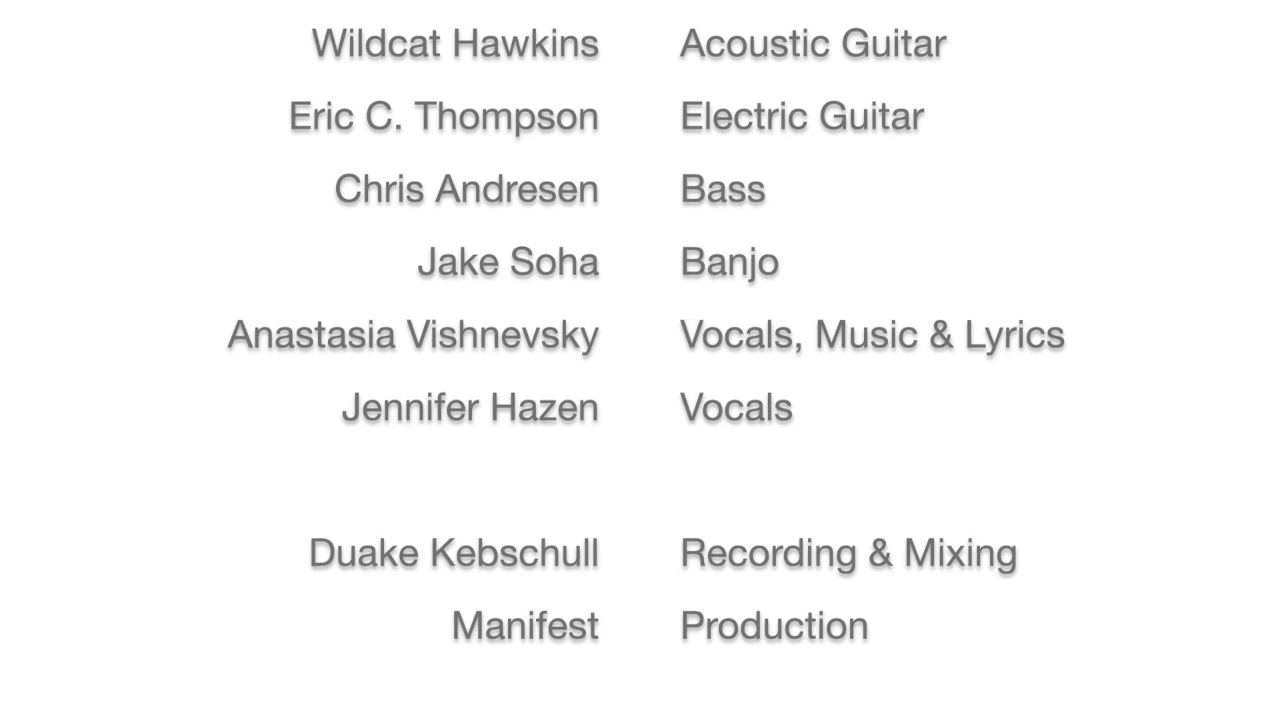 Wildcat Hawkins Acoustic Guitar
Eric C. Thompson Electric Guitar
Chris Andresen Bass
Jake Soha Banjo
Anastasia Vishnevsky Vocals, Music & Lyrics
Jennifer Hazen Vocals
Duake Kebschull Recording & Mixing
Manifest Production